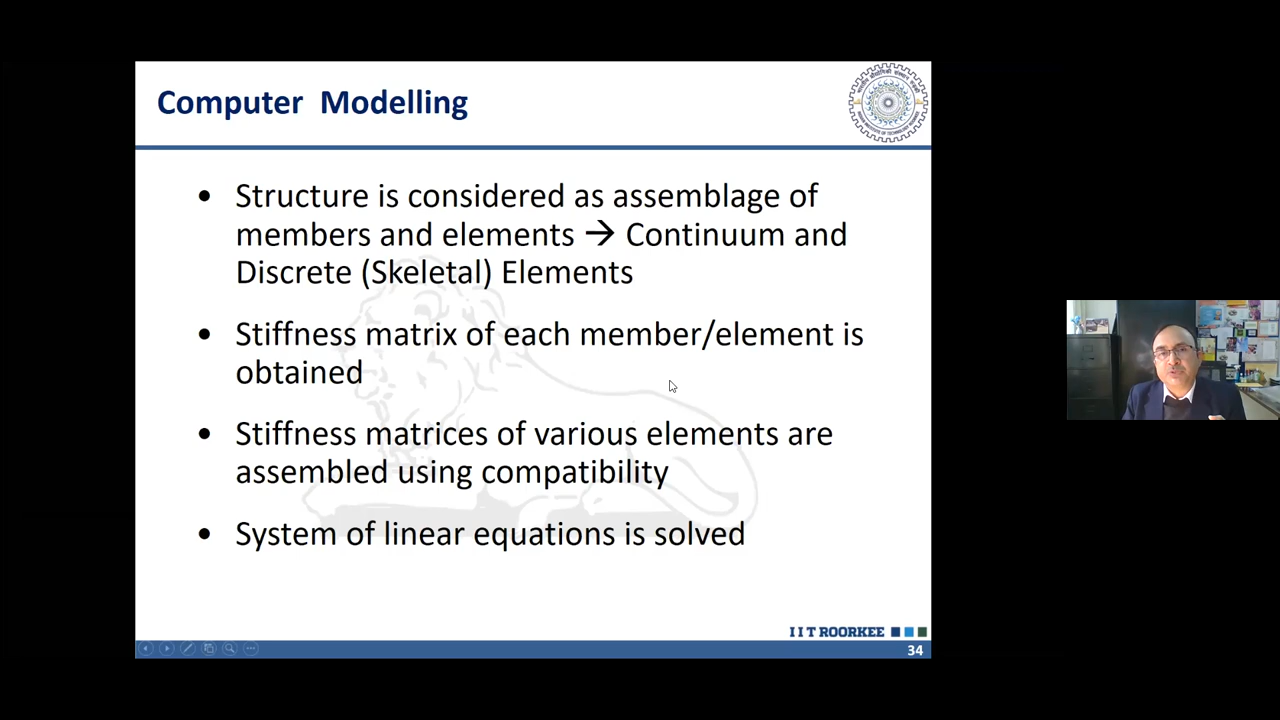 Computer Modelling
• Structure is considered as assemblage of
members and elements → Continuum and
Discrete (Skeletal) Elements
• Stiffness matrix of each member/element is
obtained
• Stiffness matrices of various elements are
assembled using compatibility
• System of linear equations is solved
I I T ROORKEE
34